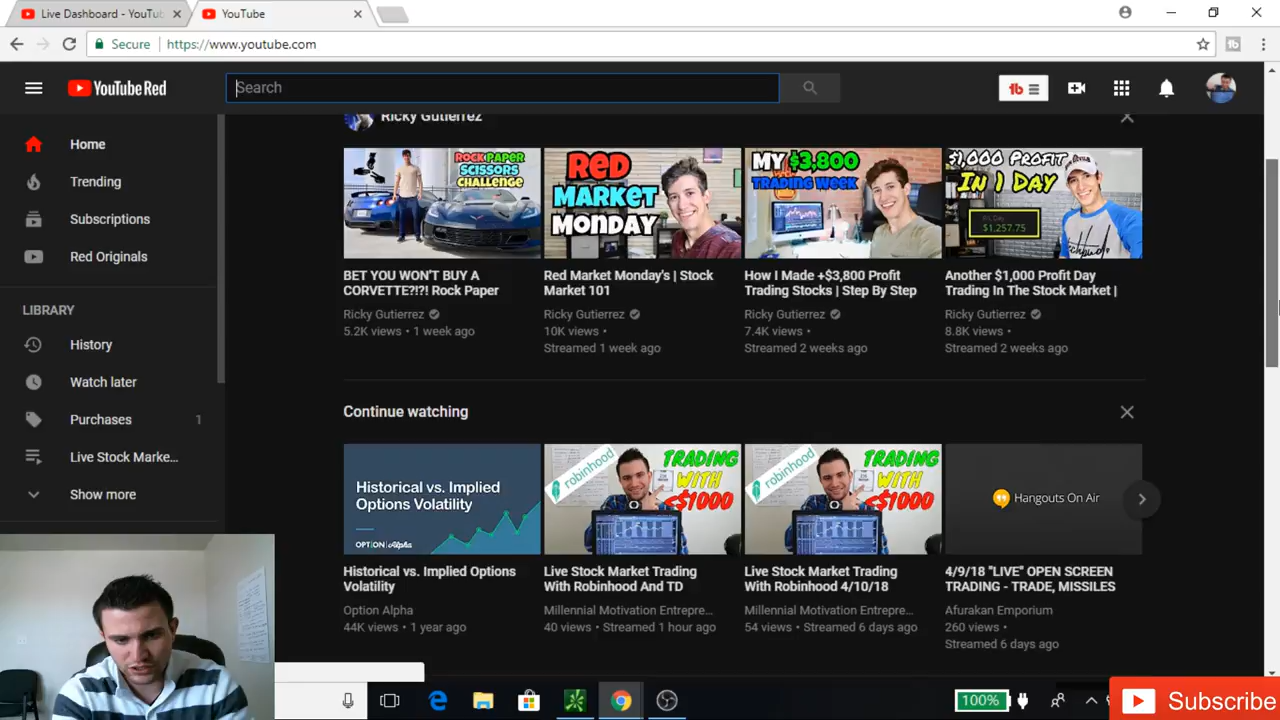 Live Dashboard - YouTu
YouTube
Secure
https://www.youtube.com
YouTube Red
Search
tb
Home
Trending
Subscriptions
Red Originals
LIBRARY
History
Watch later
Purchases 1
Live Stock Marke...
Show more
Ricky Gutierrez
ROCK PAPER
SCISSORS
CHALLENGE
RED
MARKET
MONDAY
MY $3,800
TRADING WEEK
$1,000 PROFIT
IN 1 DAY
$1,257.75
BET YOU WON'T BUY A
CORVETTE?!?! Rock Paper
Ricky Gutierrez
5.2K views • 1 week ago
Red Market Monday's | Stock
Market 101
Ricky Gutierrez
10K views •
Streamed 1 week ago
How I Made +$3,800 Profit
Trading Stocks | Step By Step
Ricky Gutierrez
7.4K views •
Streamed 2 weeks ago
Another $1,000 Profit Day
Trading In The Stock Market |
Ricky Gutierrez
8.8K views •
Streamed 2 weeks ago
Continue watching
Historical vs. Implied
Options Volatility
OPTION Alpha
robinhood
TRADING
WITH
<$1000
robinhood
TRADING
WITH
<$1000
Hangouts On Air
Historical vs. Implied Options
Volatility
Option Alpha
44K views • 1 year ago
Live Stock Market Trading
With Robinhood And TD
Millennial Motivation Entrepre...
40 views • Streamed 1 hour ago
Live Stock Market Trading
With Robinhood 4/10/18
Millennial Motivation Entrepre...
54 views • Streamed 6 days ago
4/9/18 "LIVE" OPEN SCREEN
TRADING - TRADE, MISSILES
Afurakan Emporium
260 views •
Streamed 6 days ago
100%
Subscribe